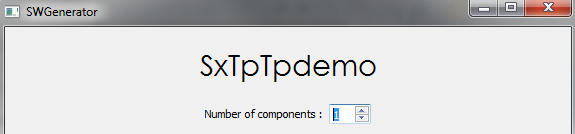 SWGenerator
SxTpTpdemo
Number of components : 1